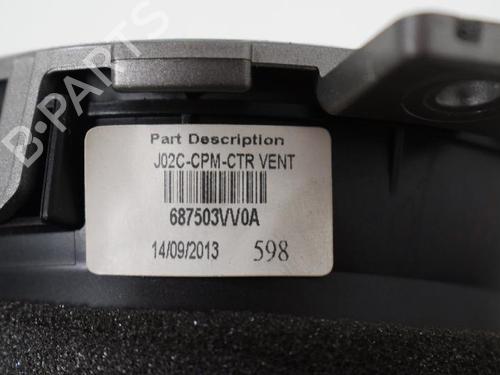 B-PARTS
Part Description
J02C-CPM-CTR VENT
687503VV0A
14/09/2013 598